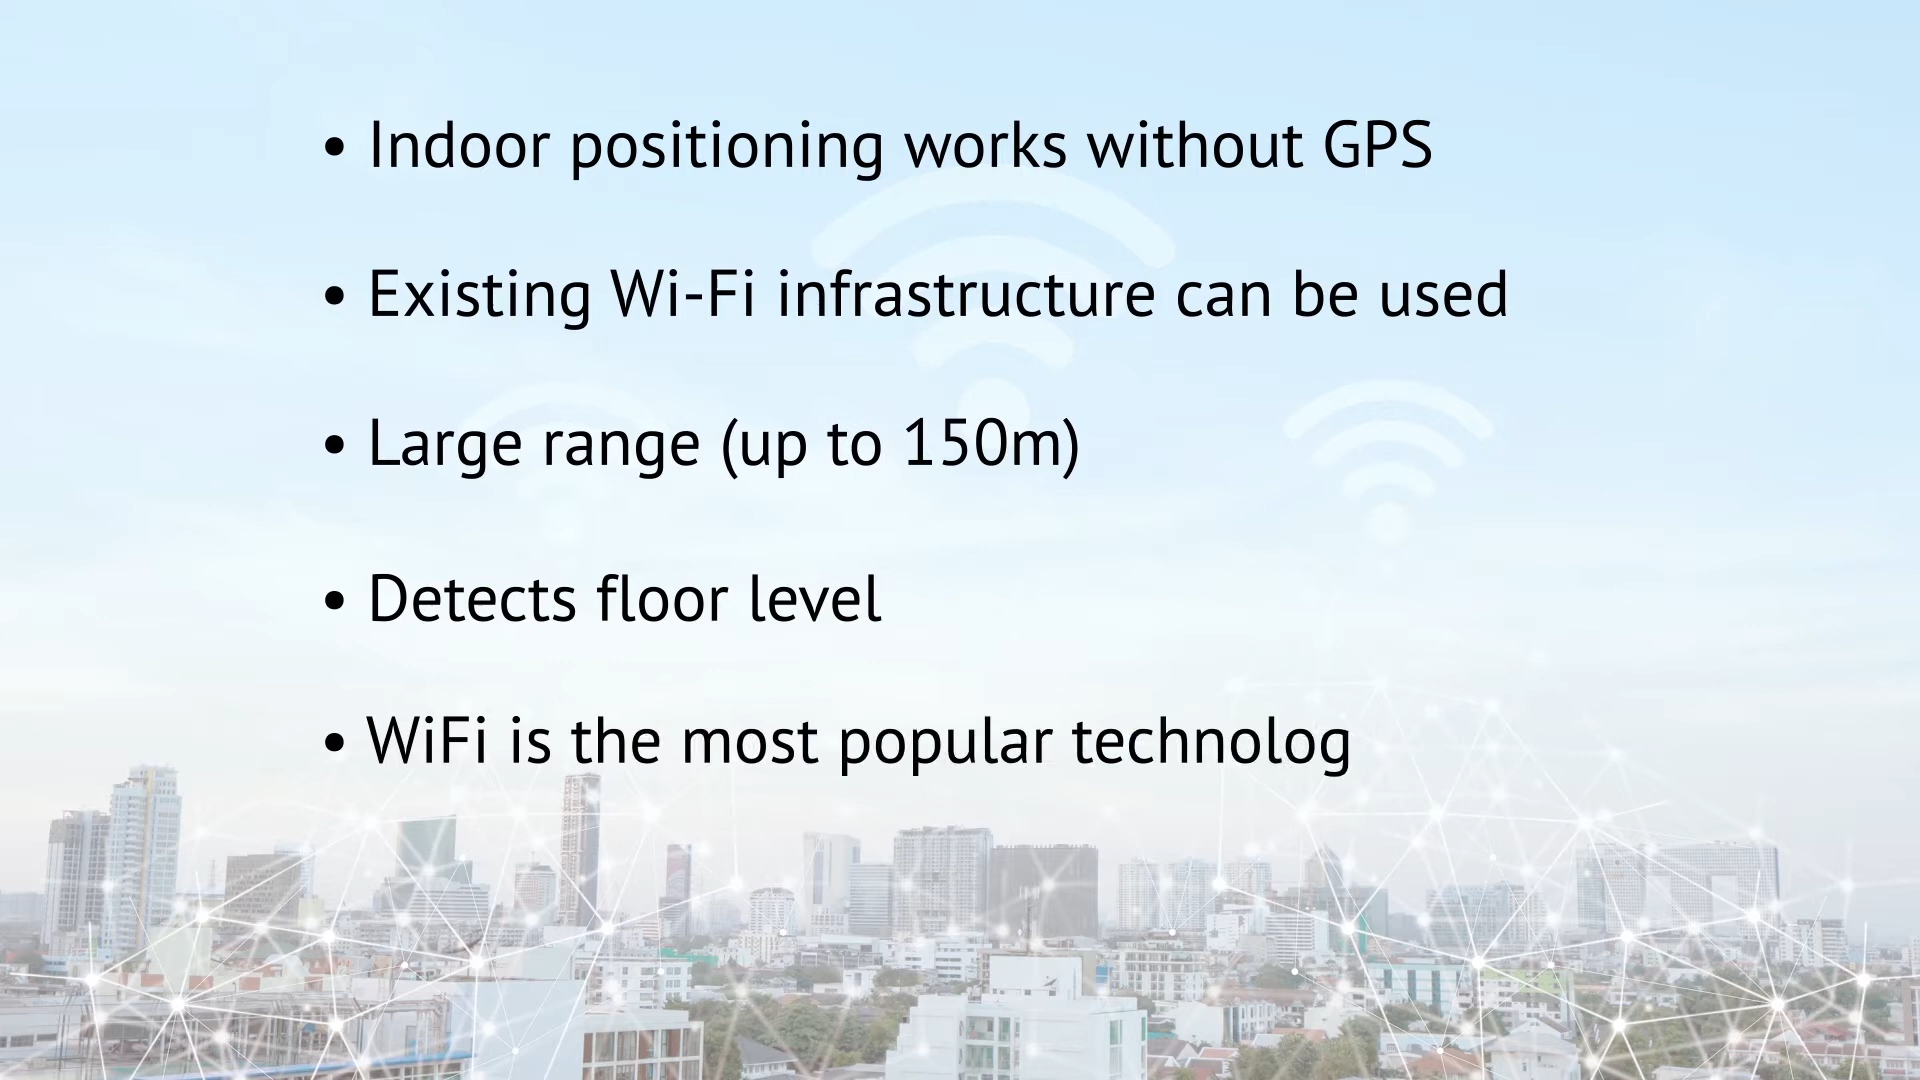 • Indoor positioning works without GPS
• Existing Wi-Fi infrastructure can be used
• Large range (up to 150m)
• Detects floor level
• WiFi is the most popular technolog